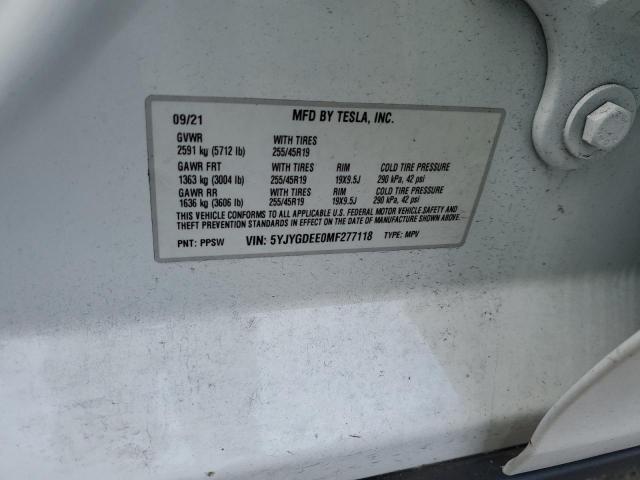 09/21 MFD BY TESLA, INC.
GVWR WITH TIRES
2591 kg (5712 lb) 255/45R19
GAWR FRT WITH TIRES RIM COLD TIRE PRESSURE
1363 kg (3004 lb) 255/45R19 19X9.5J 290 kPa, 42 psi
GAWR RR WITH TIRES RIM COLD TIRE PRESSURE
1636 kg (3606 lb) 255/45R19 19X9.5J 290 kPa, 42 psi
THIS VEHICLE CONFORMS TO ALL APPLICABLE U.S. FEDERAL MOTOR VEHICLE SAFETY AND
THEFT PREVENTION STANDARDS IN EFFECT ON THE DATE OF MANUFACTURE SHOWN ABOVE.
PNT: PPSW VIN: 5YJYGDEE0MF277118 TYPE: MPV